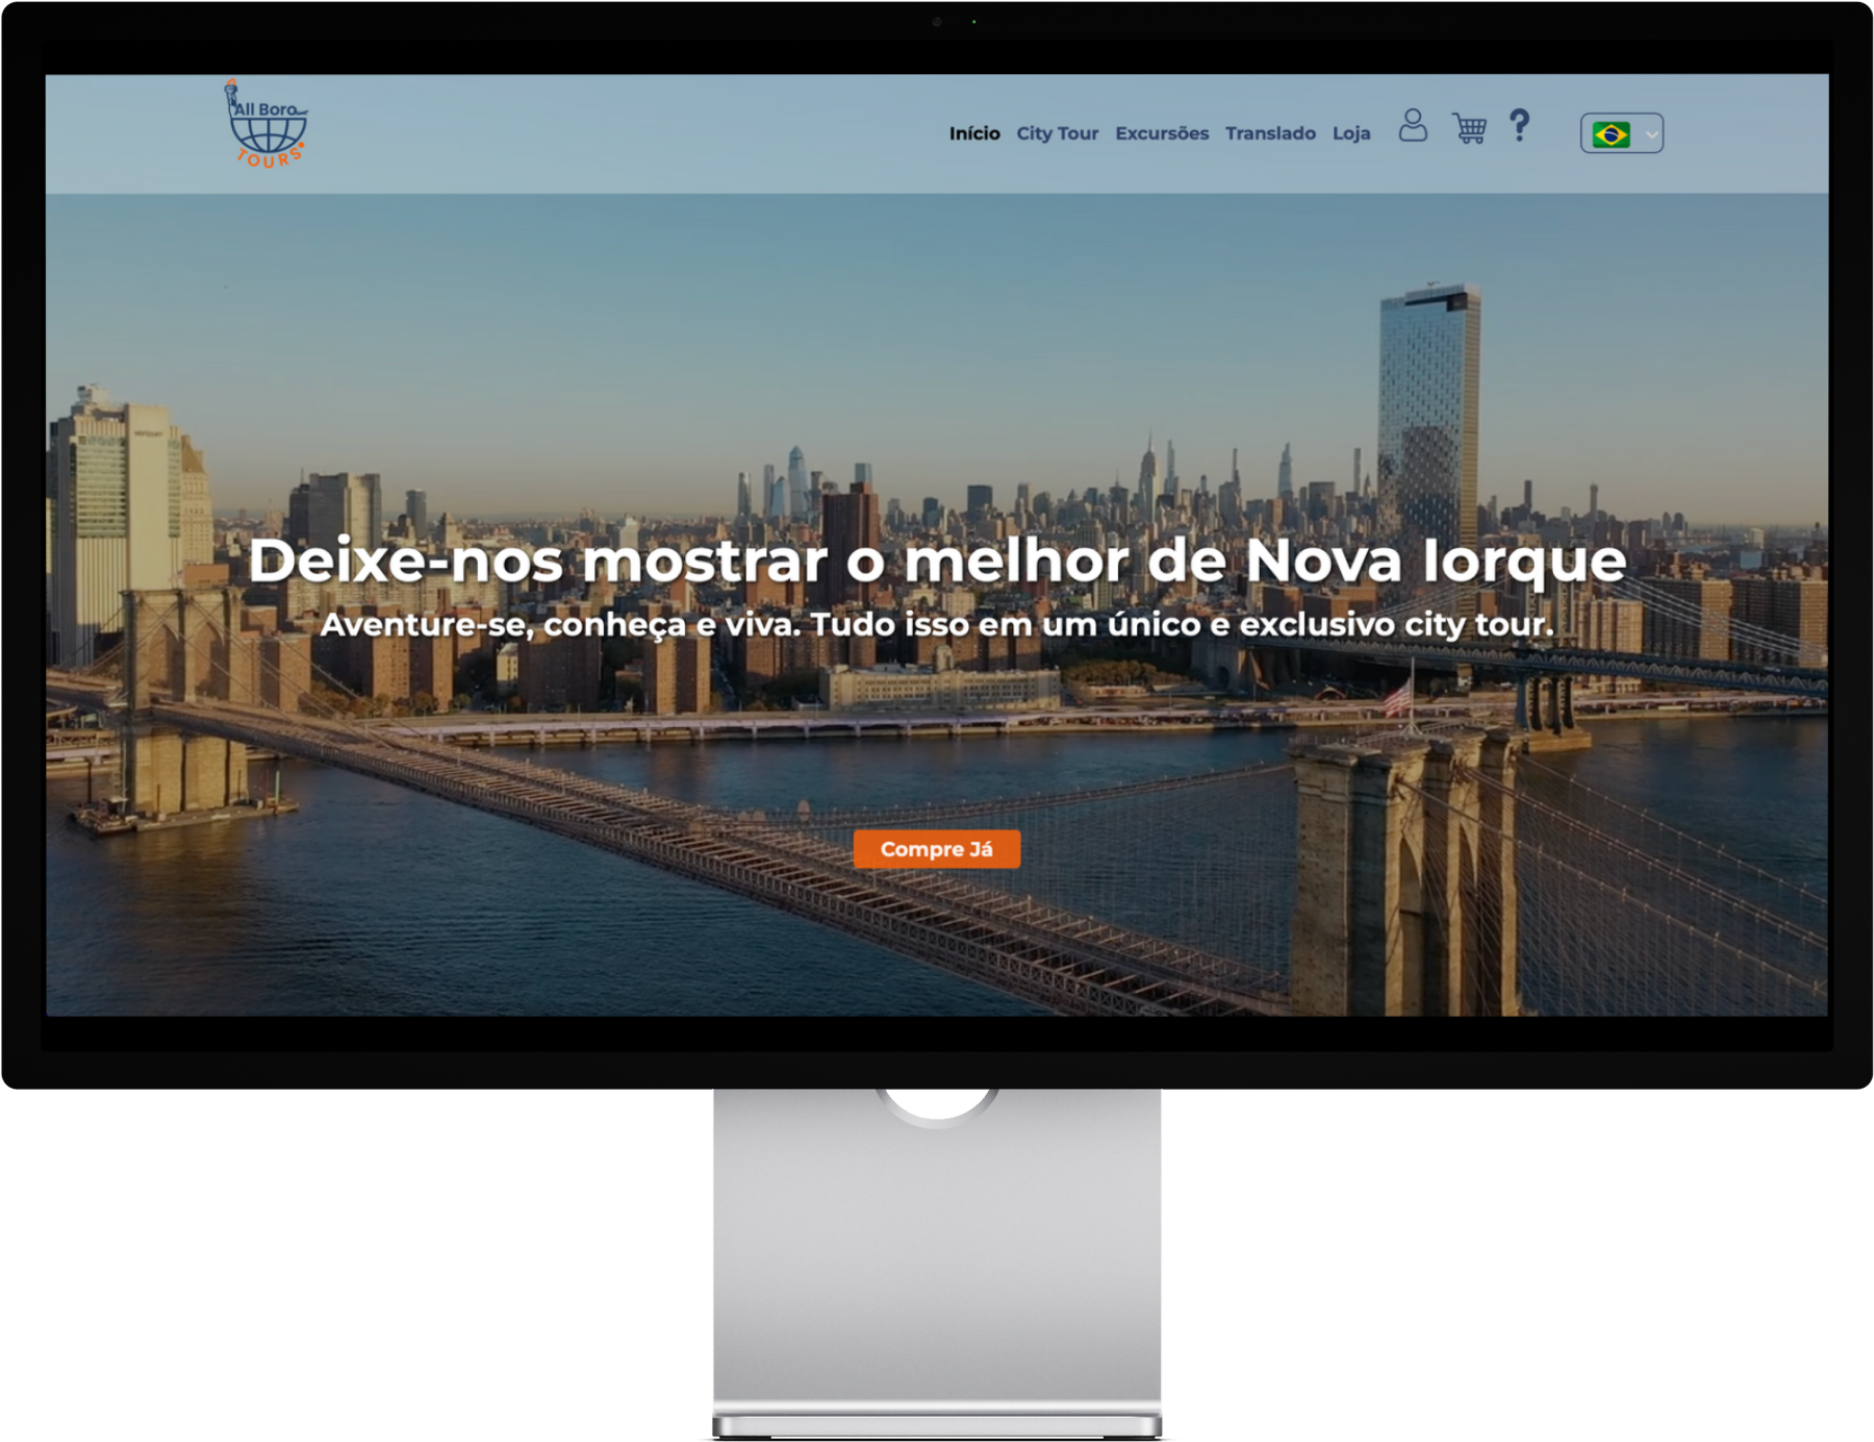 All Boro
TOURS
Início City Tour Excursões Translado Loja ?
Deixe-nos mostrar o melhor de Nova Iorque
Aventure-se, conheça e viva. Tudo isso em um único e exclusivo city tour.
Compre Já